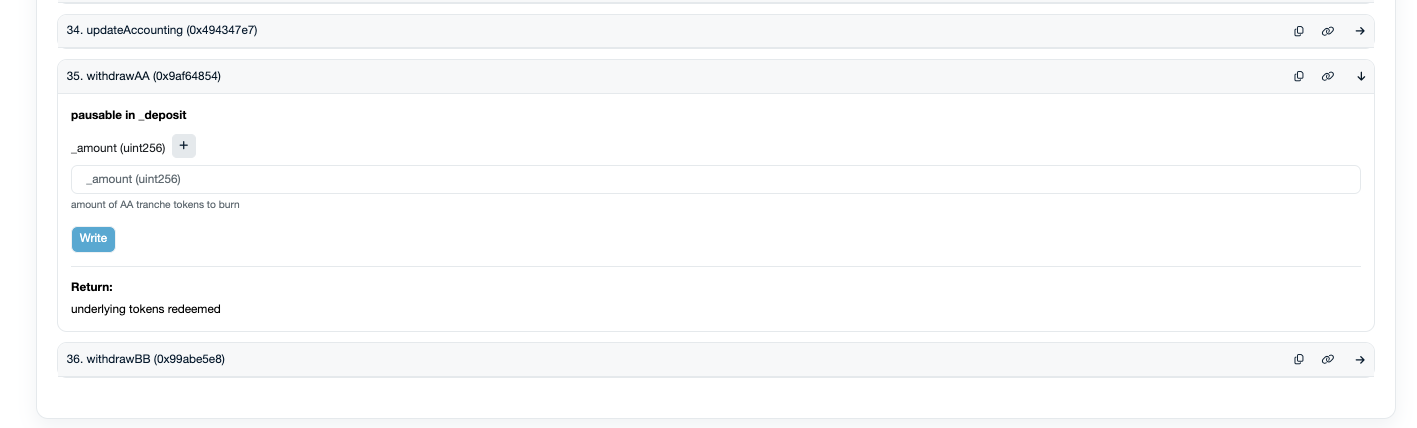 34. updateAccounting (0x494347e7)
35. withdrawAA (0x9af64854)
pausable in _deposit
_amount (uint256) +
_amount (uint256)
amount of AA tranche tokens to burn
Write
Return:
underlying tokens redeemed
36. withdrawBB (0x99abe5e8)